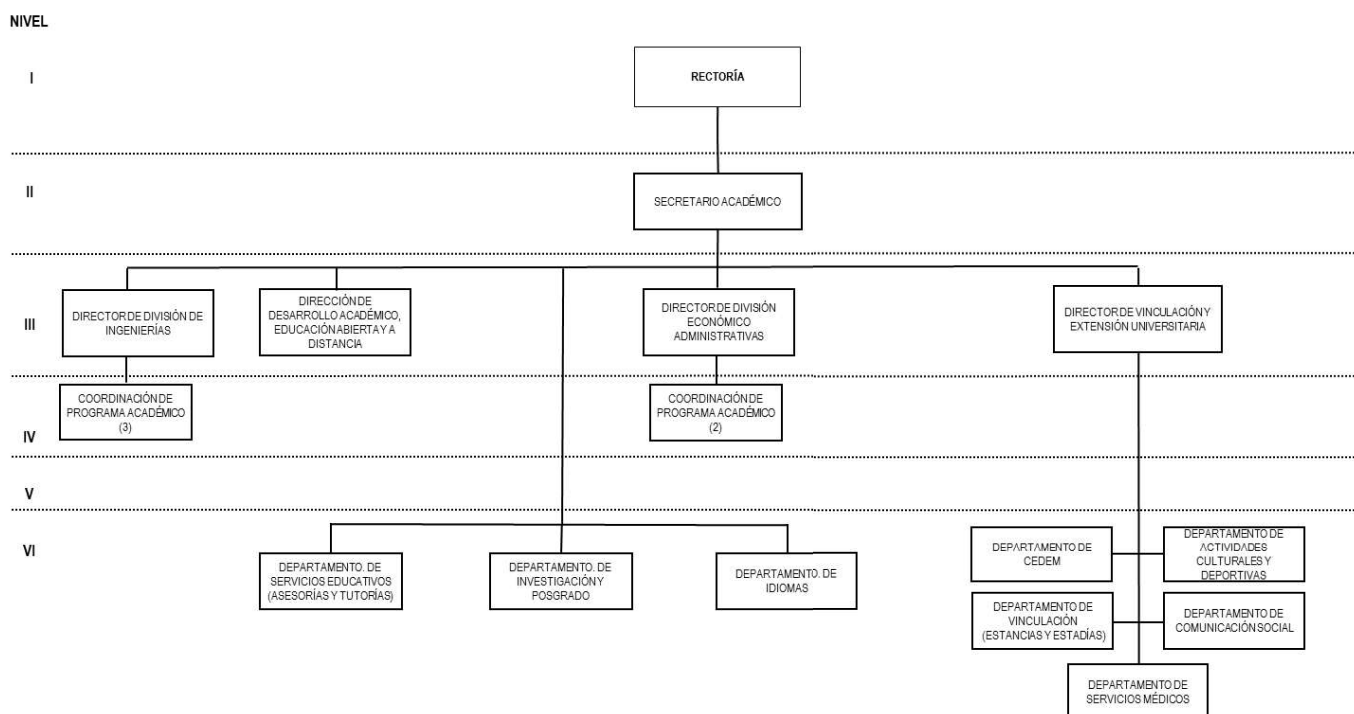 NIVEL
I
RECTORÍA
II
SECRETARIO ACADÉMICO
III
DIRECTOR DE DIVISIÓN DE
INGENIERÍAS
DIRECCIÓN DE
DESARROLLO ACADÉMICO,
EDUCACIÓN ABIERTA Y A
DISTANCIA
DIRECTOR DE DIVISIÓN
ECONÓMICO
ADMINISTRATIVAS
DIRECTOR DE VINCULACIÓN Y
EXTENSIÓN UNIVERSITARIA
IV
COORDINACIÓN DE
PROGRAMA ACADÉMICO
(3)
COORDINACIÓN DE
PROGRAMA ACADÉMICO
(2)
V
VI
DEPARTAMENTO. DE
SERVICIOS EDUCATIVOS
(ASESORÍAS Y TUTORÍAS)
DEPARTAMENTO. DE
INVESTIGACIÓN Y
POSGRADO
DEPARTAMENTO. DE
IDIOMAS
DEPARTAMENTO DE
CEDEM
DEPARTAMENTO DE
ACTIVIDADES
CULTURALES Y
DEPORTIVAS
DEPARTAMENTO DE
VINCULACIÓN
(ESTANCIAS Y ESTADÍAS)
DEPARTAMENTO DE
COMUNICACIÓN SOCIAL
DEPARTAMENTO DE
SERVICIOS MÉDICOS